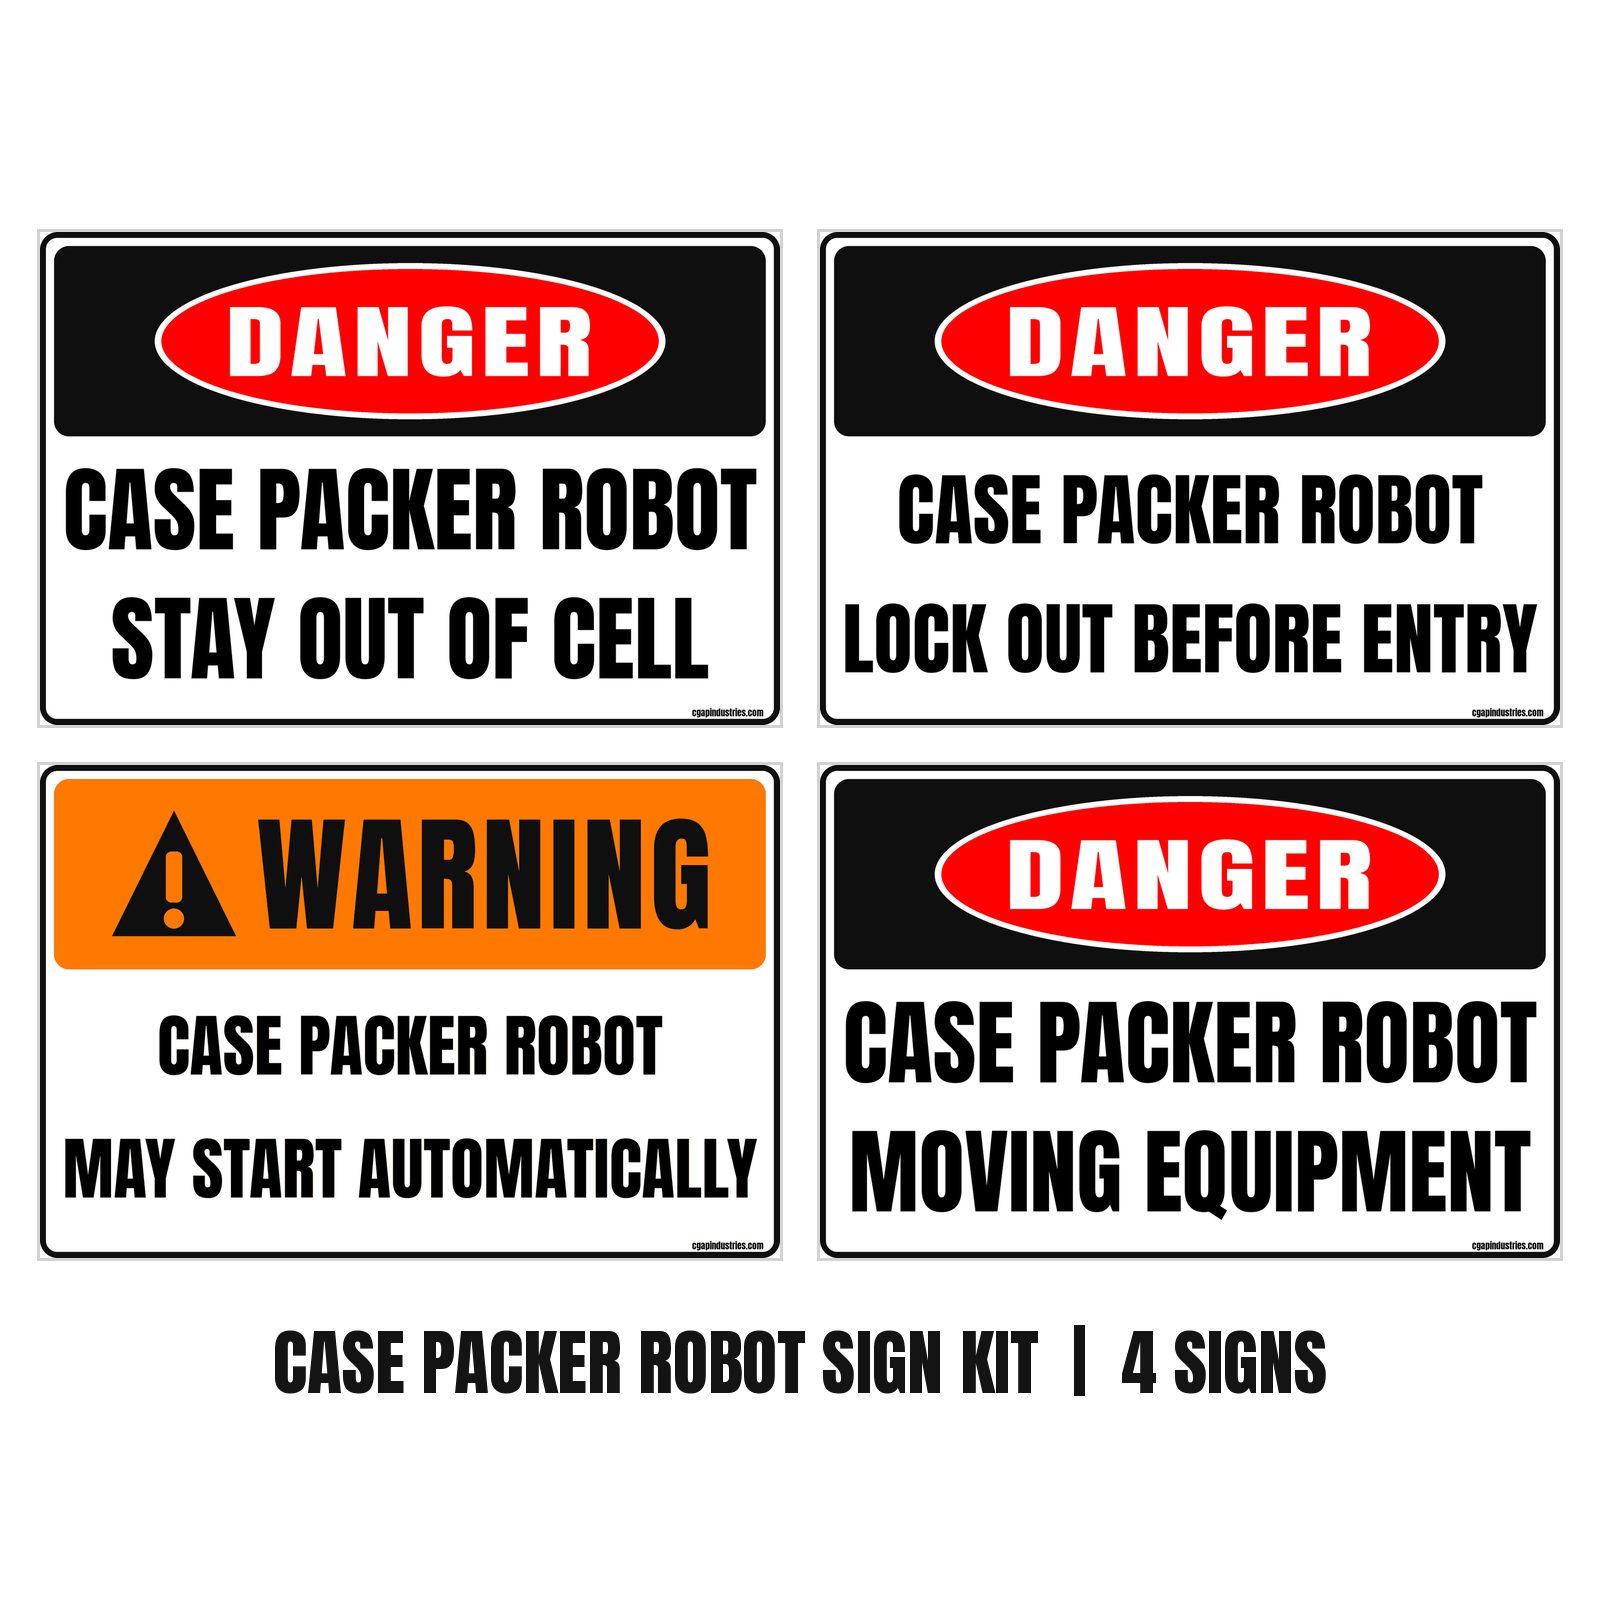 DANGER
CASE PACKER ROBOT
STAY OUT OF CELL
cgapindustries.com
DANGER
CASE PACKER ROBOT
LOCK OUT BEFORE ENTRY
cgapindustries.com
WARNING
CASE PACKER ROBOT
MAY START AUTOMATICALLY
cgapindustries.com
DANGER
CASE PACKER ROBOT
MOVING EQUIPMENT
cgapindustries.com
CASE PACKER ROBOT SIGN KIT | 4 SIGNS